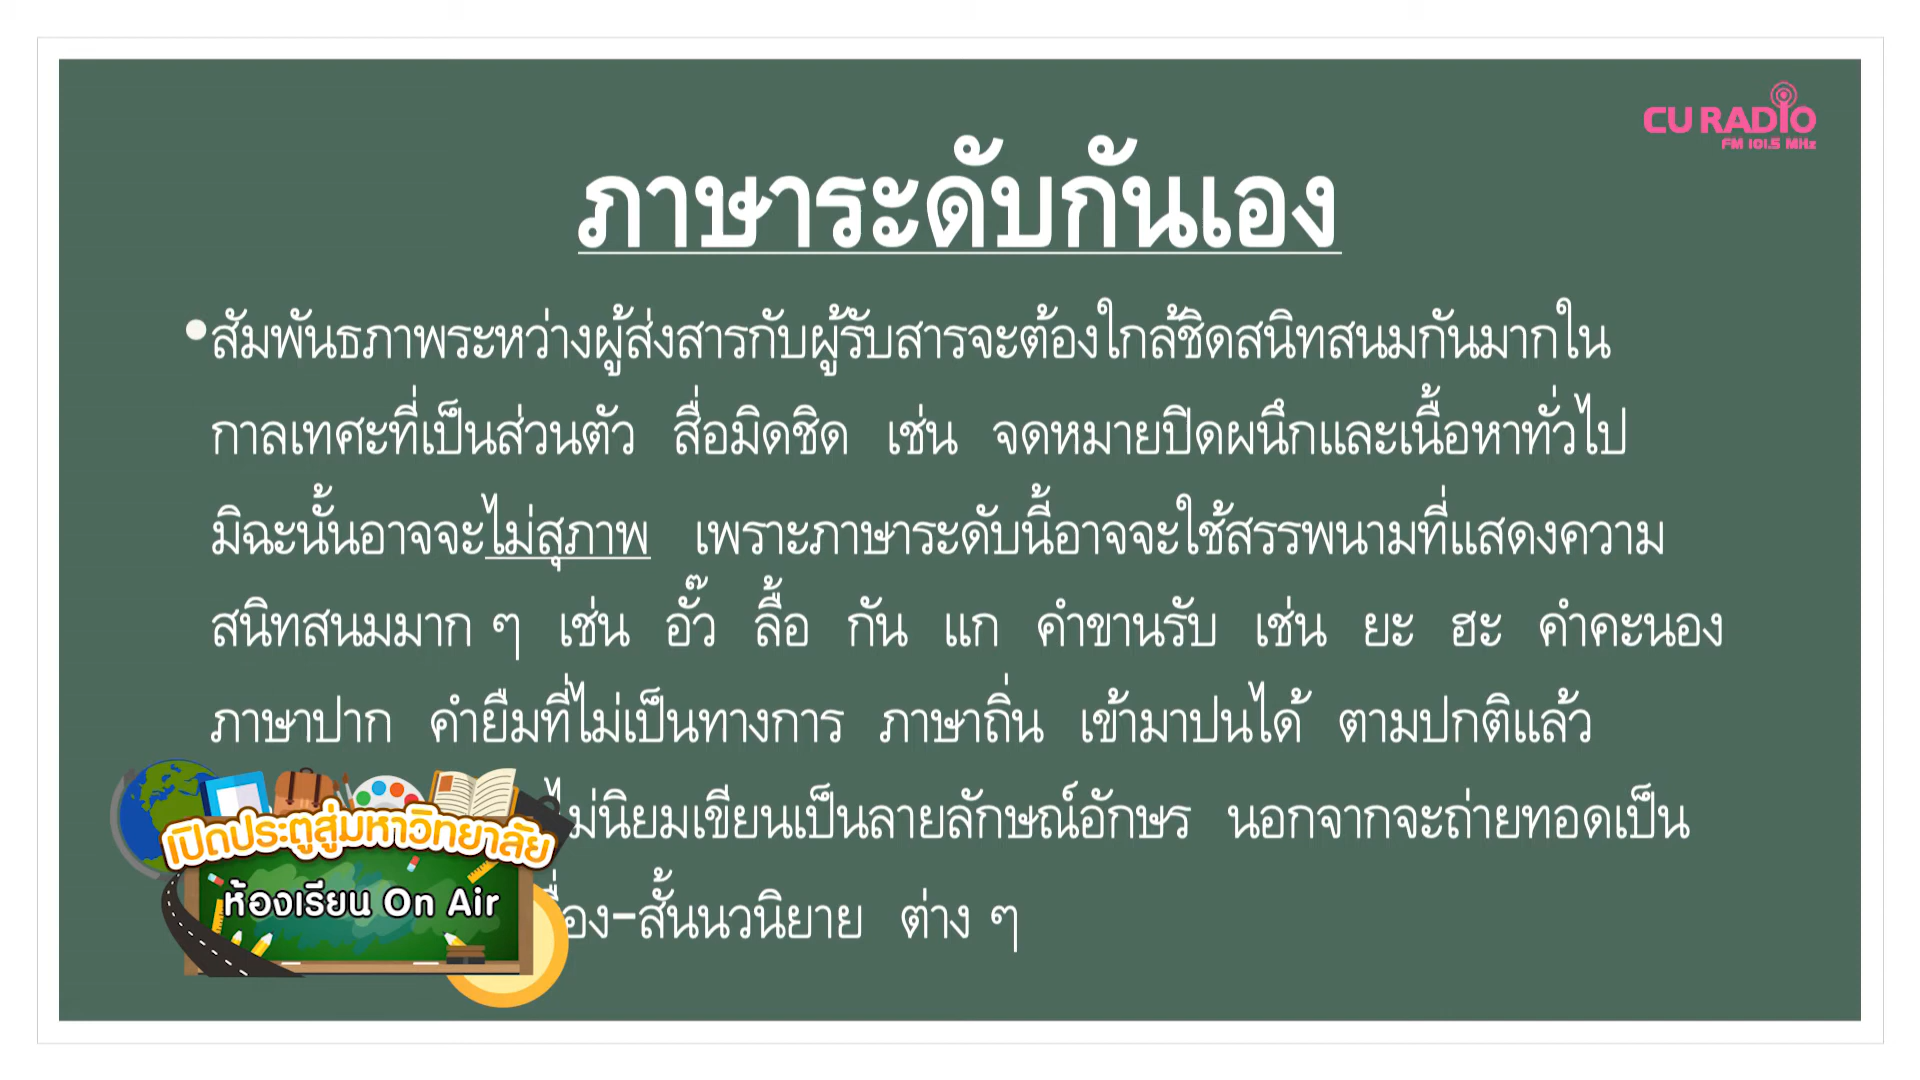 CU RADIO
FM 101.5 MHz
ภาษาระดับกันเอง
•สัมพันธภาพระหว่างผู้ส่งสารกับผู้รับสารจะต้องใกล้ชิดสนิทสนมกันมากใน
กาลเทศะที่เป็นส่วนตัว สื่อมิดชิด เช่น จดหมายปิดผนึกและเนื้อหาทั่วไป
มิฉะนั้นอาจจะไม่สุภาพ เพราะภาษาระดับนี้อาจจะใช้สรรพนามที่แสดงความ
สนิทสนมมาก ๆ เช่น อั๊ว ลื้อ กัน แก คำขานรับ เช่น ยะ ฮะ คำคะนอง
ภาษาปาก คำยืมที่ไม่เป็นทางการ ภาษาถิ่น เข้ามาปนได้ ตามปกติแล้ว
ไม่นิยมเขียนเป็นลายลักษณ์อักษร นอกจากจะถ่ายทอดเป็น
-สั้นนวนิยาย ต่าง ๆ
เปิดประตูสู่มหาวิทยาลัย
ห้องเรียน On Air